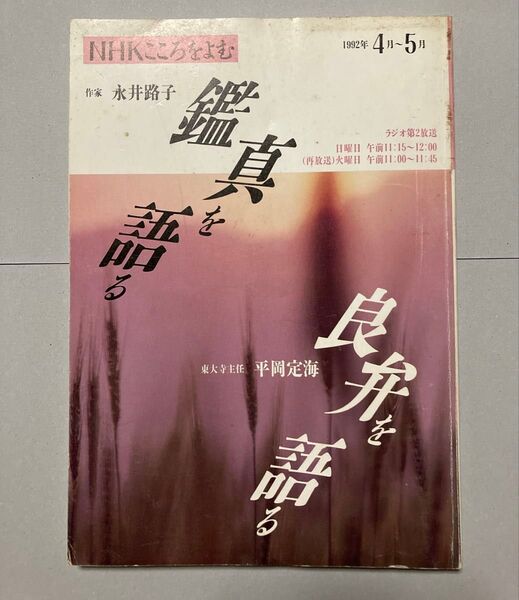 NHKこころをよむ
1992年 4月〜5月
作家 永井路子
鑑真を
語る
ラジオ第2放送
日曜日 午前11:15〜12:00
(再放送)火曜日 午前11:00〜11:45
東大寺主任 平岡定海
良弁を
語る